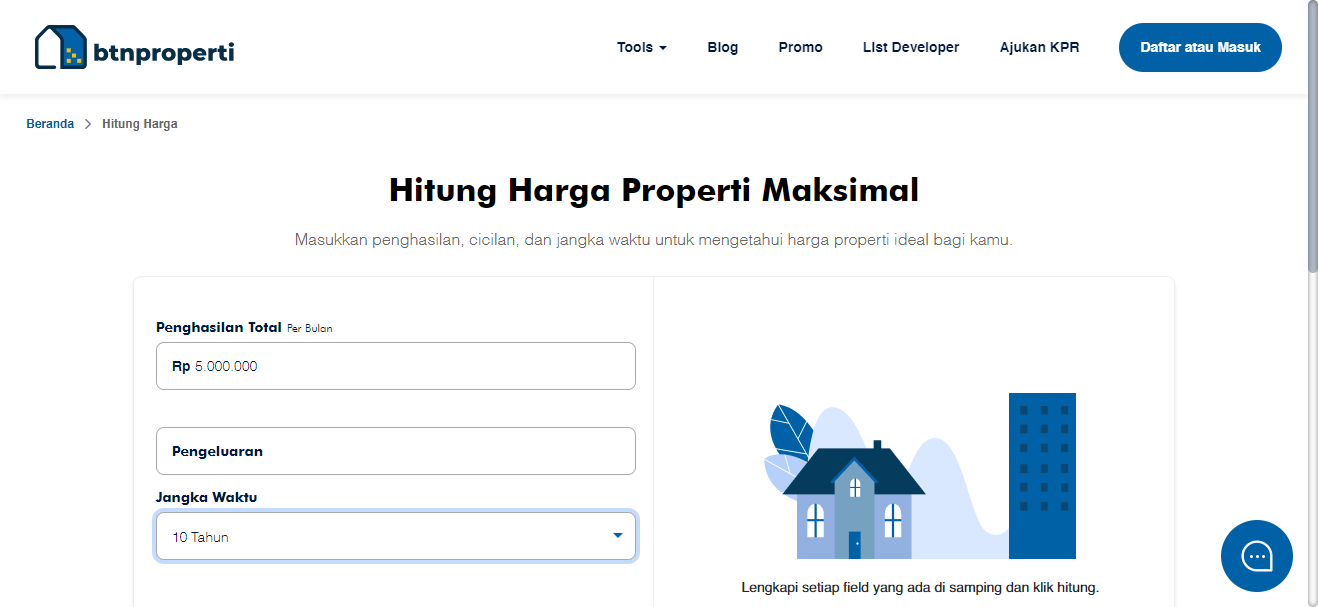 btnproperti
Tools
Blog
Promo
LIst Developer
Ajukan KPR
Daftar atau Masuk
Beranda > Hitung Harga
Hitung Harga Properti Maksimal
Masukkan penghasilan, cicilan, dan jangka waktu untuk mengetahui harga properti ideal bagi kamu.
Penghasilan Total Per Bulan
Rp 5.000.000
Pengeluaran
Jangka Waktu
10 Tahun
Lengkapi setiap field yang ada di samping dan klik hitung.